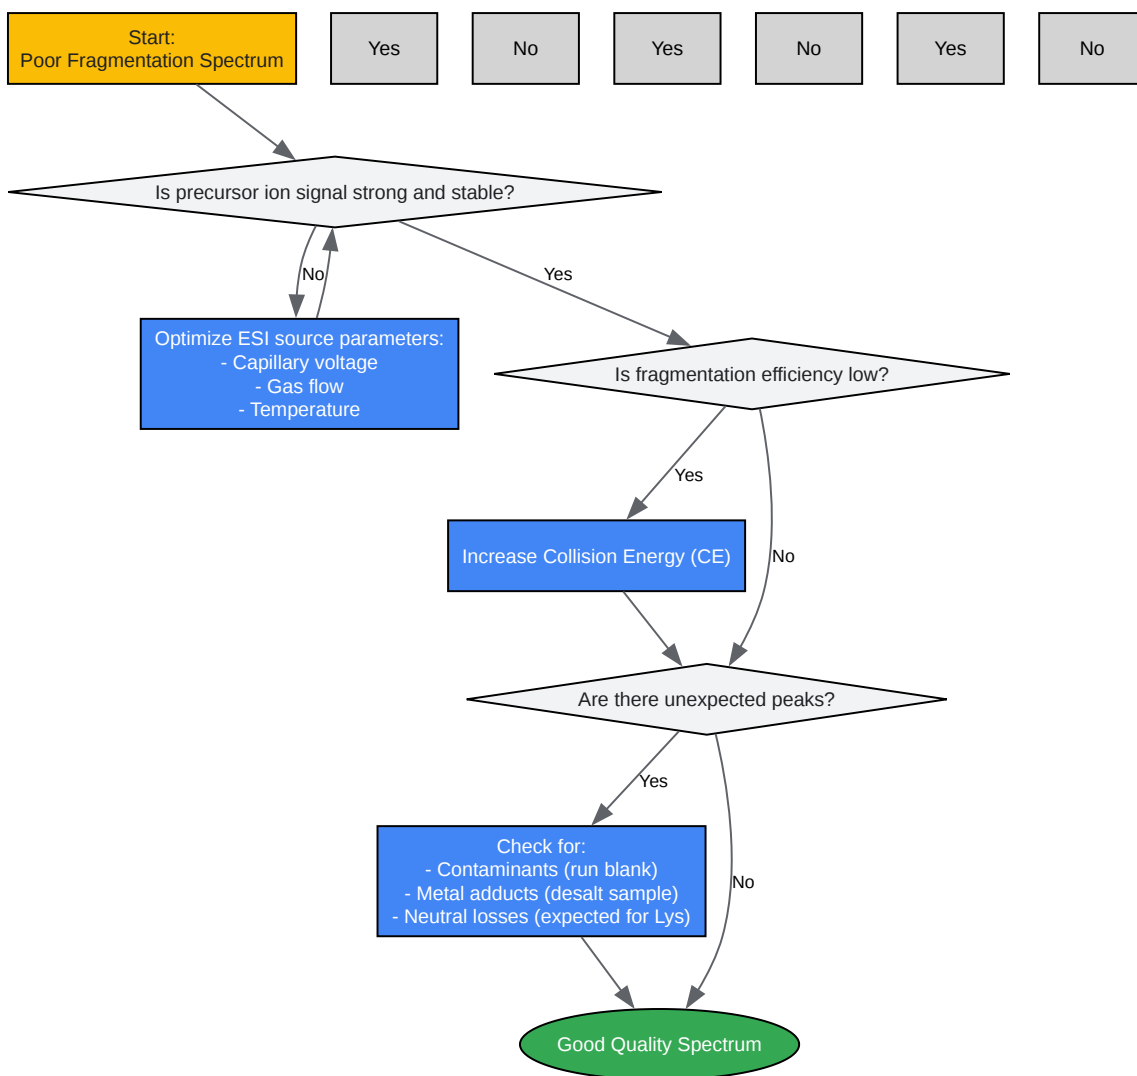 Start:
Poor Fragmentation Spectrum
Yes
No
Yes
No
Yes
No
Is precursor ion signal strong and stable?
No
Yes
Optimize ESI source parameters:
- Capillary voltage
- Gas flow
- Temperature
Is fragmentation efficiency low?
Yes
Increase Collision Energy (CE)
No
Are there unexpected peaks?
Yes
Check for:
- Contaminants (run blank)
- Metal adducts (desalt sample)
- Neutral losses (expected for Lys)
No
Good Quality Spectrum